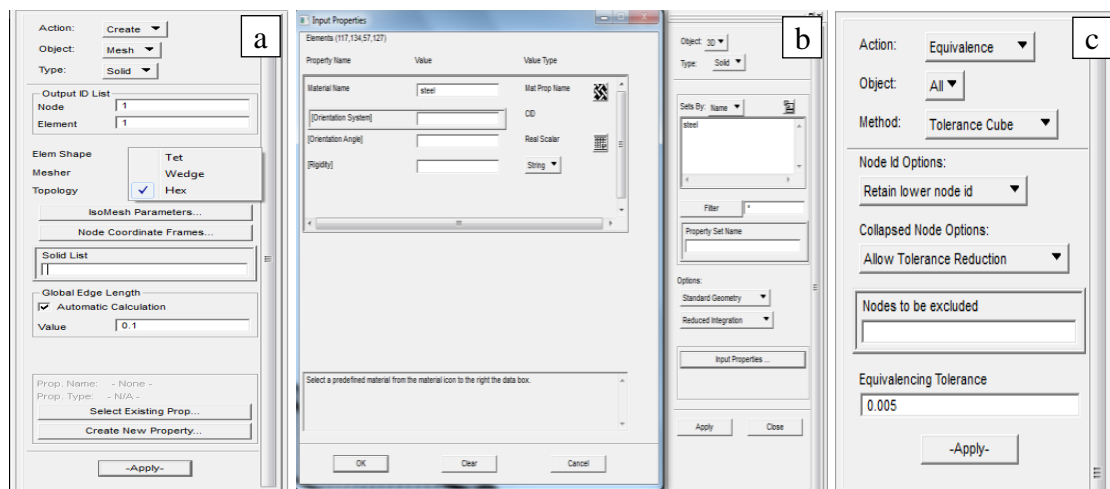 a
Action: Create
Object: Mesh
Type: Solid
Output ID List
Node 1
Element 1
Elem Shape
Tet
Mesher
Wedge
Topology
Hex
IsoMesh Parameters...
Node Coordinate Frames...
Solid List
Global Edge Length
Automatic Calculation
Value 0.1
Prop. Name: - None -
Prop. Type: - N/A -
Select Existing Prop...
Create New Property...
-Apply-
b
Input Properties
Elements (117,134,57,127)
Property Name Value Value Type
Material Name steel Mat Prop Name
[Orientation System] CID
[Orientation Angle] Real Scalar
[Rigidity] String
Select a predefined material from the material icon to the right the data box.
OK Clear Cancel
Object: 3D
Type: Solid
Sets By: Name
steel
Filter *
Property Set Name
Options:
Standard Geometry
Reduced Integration
Input Properties ...
Apply Close
c
Action: Equivalence
Object: All
Method: Tolerance Cube
Node Id Options:
Retain lower node id
Collapsed Node Options:
Allow Tolerance Reduction
Nodes to be excluded
Equivalencing Tolerance
0.005
-Apply-